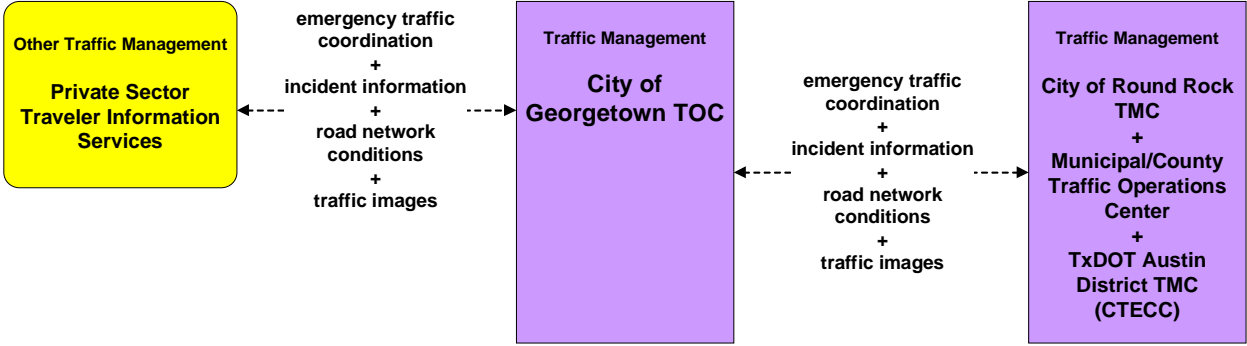 Other Traffic Management
Private Sector
Traveler Information
Services
emergency traffic
coordination
+
incident information
+
road network
conditions
+
traffic images
Traffic Management
City of
Georgetown TOC
emergency traffic
coordination
+
incident information
+
road network
conditions
+
traffic images
Traffic Management
City of Round Rock
TMC
+
Municipal/County
Traffic Operations
Center
+
TxDOT Austin
District TMC
(CTECC)